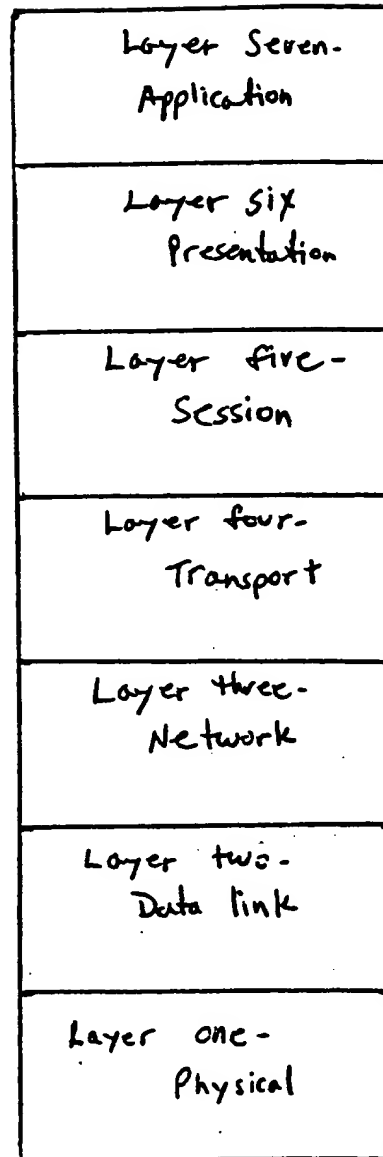 Layer Seven-
Application
Layer six
Presentation
Layer five-
Session
Layer four-
Transport
Layer three-
Network
Layer two-
Data link
Layer one-
Physical